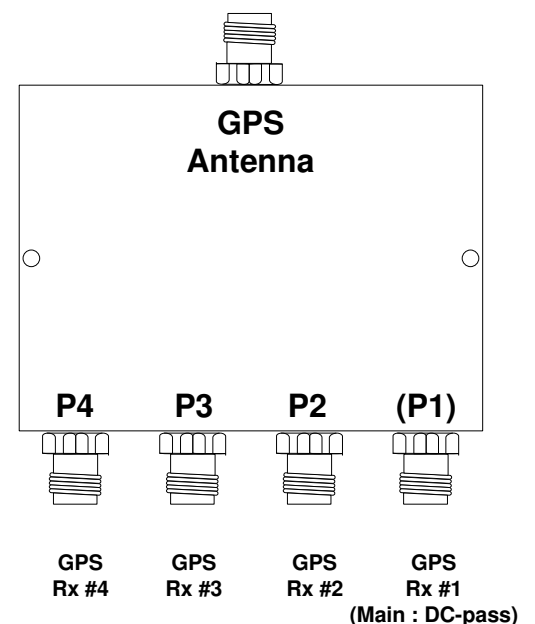 GPS
Antenna
P4 P3 P2 (P1)
GPS GPS GPS GPS
Rx #4 Rx #3 Rx #2 Rx #1
(Main : DC-pass)